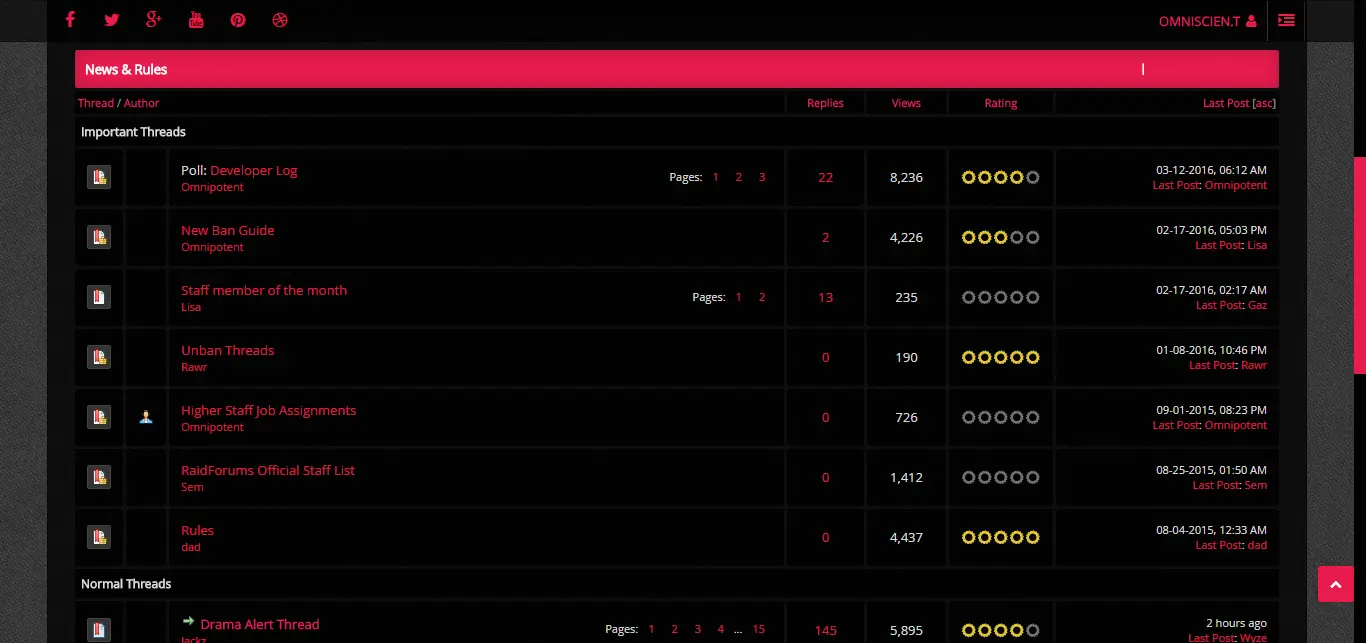 OMNISCIEN.T
News & Rules
Thread / Author Replies Views Rating Last Post [asc]
Important Threads
Poll: Developer Log Pages: 1 2 3 22 8,236 03-12-2016, 06:12 AM
Omnipotent Last Post: Omnipotent
New Ban Guide 2 4,226 02-17-2016, 05:03 PM
Omnipotent Last Post: Lisa
Staff member of the month Pages: 1 2 13 235 02-17-2016, 02:17 AM
Lisa Last Post: Gaz
Unban Threads 0 190 01-08-2016, 10:46 PM
Rawr Last Post: Rawr
Higher Staff Job Assignments 0 726 09-01-2015, 08:23 PM
Omnipotent Last Post: Omnipotent
RaidForums Official Staff List 0 1,412 08-25-2015, 01:50 AM
Sem Last Post: Sem
Rules 0 4,437 08-04-2015, 12:33 AM
dad Last Post: dad
Normal Threads
Drama Alert Thread Pages: 1 2 3 4 ... 15 145 5,895 2 hours ago
Jackz Last Post: Wyze